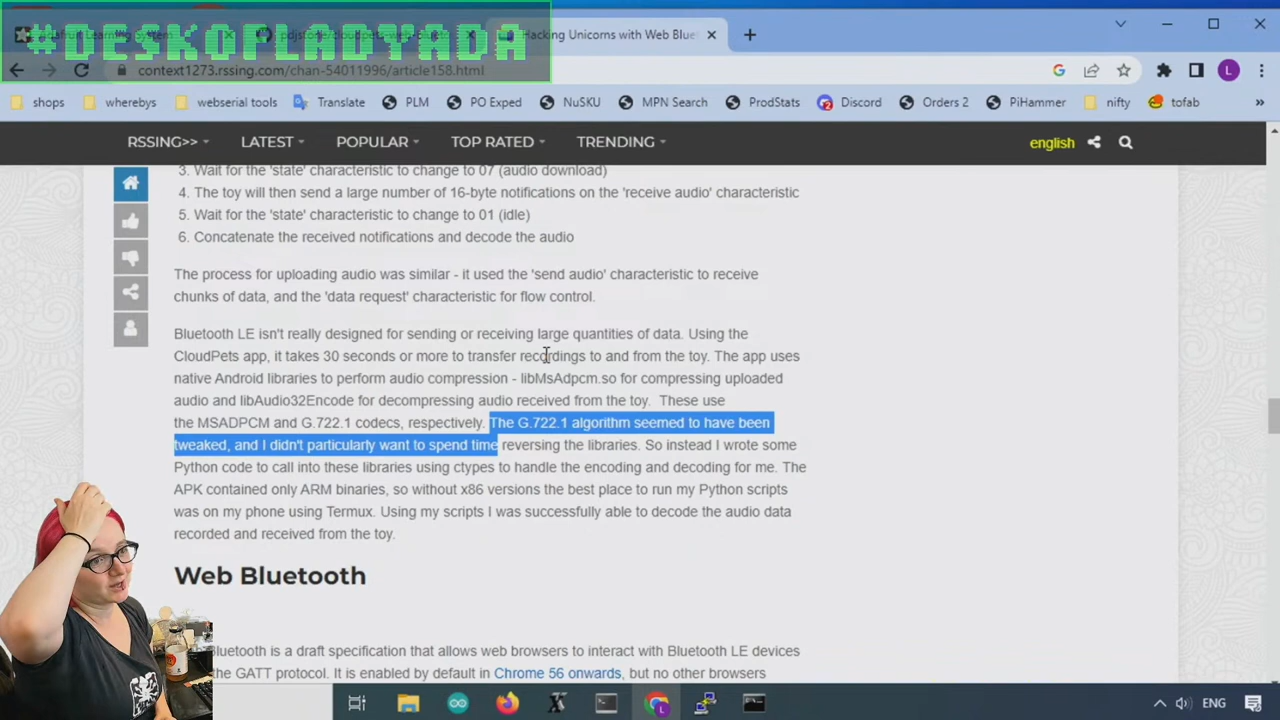 #DESKOFLADYADA
Hacking Unicorns with Web Blue
context1273.rssing.com/chan-54011996/article158.html
L
shops
wherebys
webserial tools
Translate
PLM
PO Exped
NuSKU
MPN Search
ProdStats
Discord
Orders 2
PiHammer
nifty
tofab
»
RSSING>>
LATEST
POPULAR
TOP RATED
TRENDING
english
3. Wait for the 'state' characteristic to change to 07 (audio download)
4. The toy will then send a large number of 16-byte notifications on the 'receive audio' characteristic
5. Wait for the 'state' characteristic to change to 01 (idle)
6. Concatenate the received notifications and decode the audio
The process for uploading audio was similar - it used the 'send audio' characteristic to receive
chunks of data, and the 'data request' characteristic for flow control.
Bluetooth LE isn't really designed for sending or receiving large quantities of data. Using the
CloudPets app, it takes 30 seconds or more to transfer recordings to and from the toy. The app uses
native Android libraries to perform audio compression - libMsAdpcm.so for compressing uploaded
audio and libAudio32Encode for decompressing audio received from the toy. These use
the MSADPCM and G.722.1 codecs, respectively. The G.722.1 algorithm seemed to have been
tweaked, and I didn't particularly want to spend time reversing the libraries. So instead I wrote some
Python code to call into these libraries using ctypes to handle the encoding and decoding for me. The
APK contained only ARM binaries, so without x86 versions the best place to run my Python scripts
was on my phone using Termux. Using my scripts I was successfully able to decode the audio data
recorded and received from the toy.
Web Bluetooth
Bluetooth is a draft specification that allows web browsers to interact with Bluetooth LE devices
the GATT protocol. It is enabled by default in Chrome 56 onwards, but no other browsers
ENG